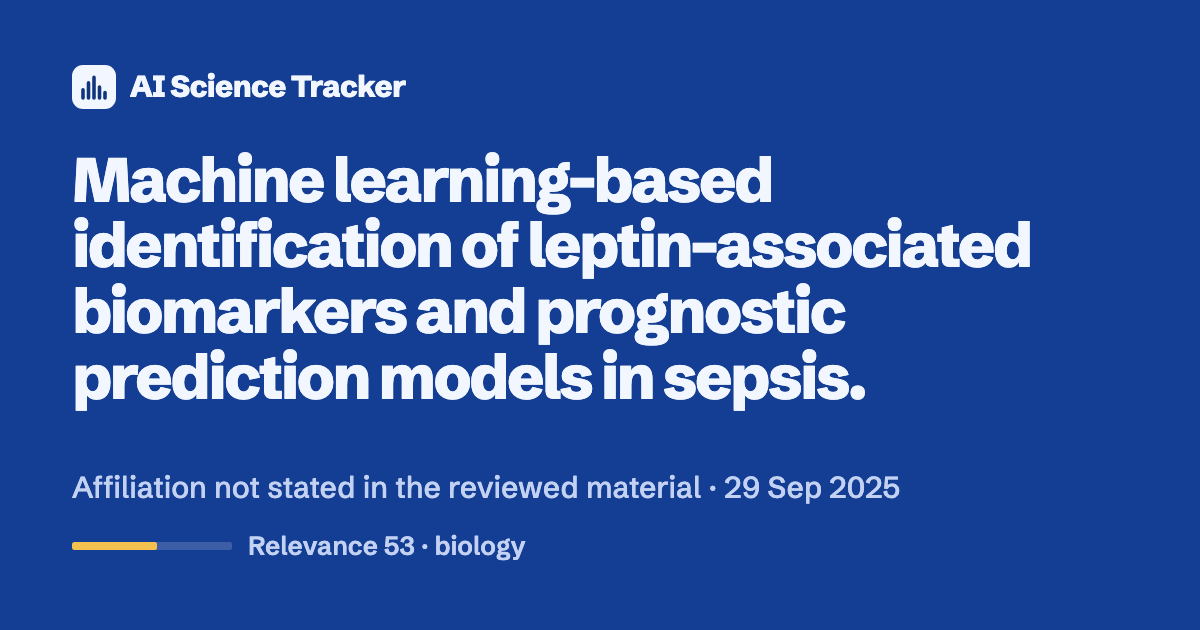 AI Science Tracker
Machine learning-based
identification of leptin-associated
biomarkers and prognostic
prediction models in sepsis.
Affiliation not stated in the reviewed material · 29 Sep 2025
Relevance 53 · biology